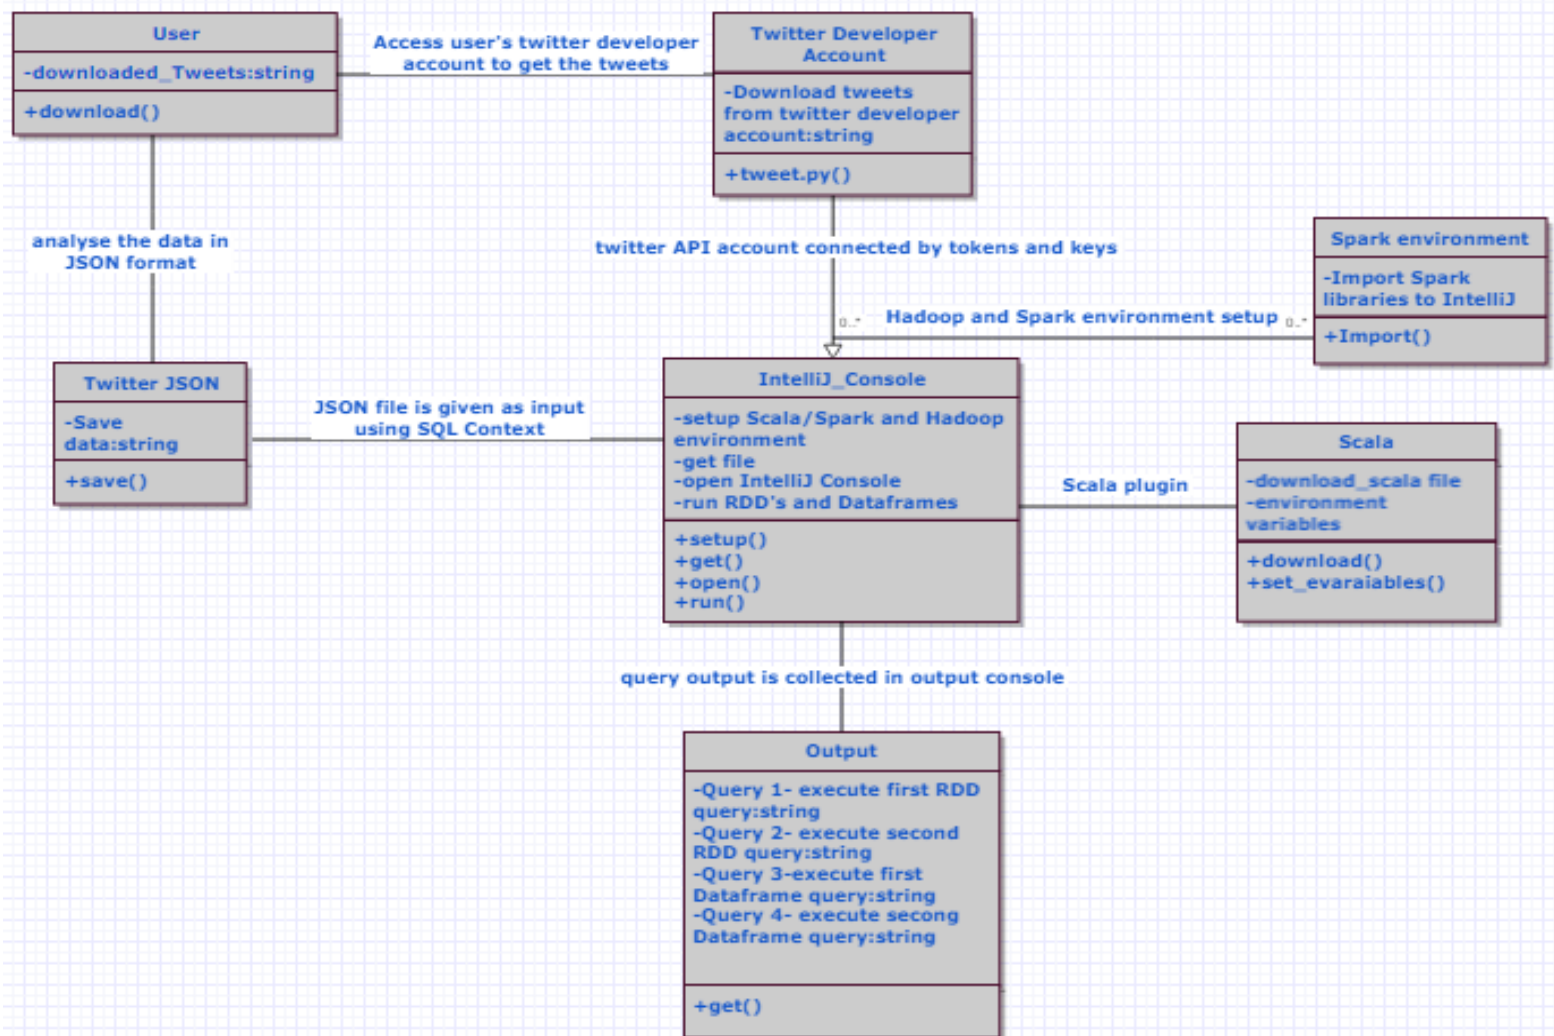 User
-downloaded_Tweets:string
+download()
Access user's twitter developer
account to get the tweets
Twitter Developer
Account
-Download tweets
from twitter developer
account:string
+tweet.py()
analyse the data in
JSON format
twitter API account connected by tokens and keys
Spark environment
-Import Spark
libraries to IntelliJ
+Import()
0..*
Hadoop and Spark environment setup
0..*
Twitter JSON
-Save
data:string
+save()
JSON file is given as input
using SQL Context
IntelliJ_Console
-setup Scala/Spark and Hadoop
environment
-get file
-open IntelliJ Console
-run RDD's and Dataframes
+setup()
+get()
+open()
+run()
Scala plugin
Scala
-download_scala file
-environment
variables
+download()
+set_evaraiables()
query output is collected in output console
Output
-Query 1- execute first RDD
query:string
-Query 2- execute second
RDD query:string
-Query 3-execute first
Dataframe query:string
-Query 4- execute secong
Dataframe query:string
+get()